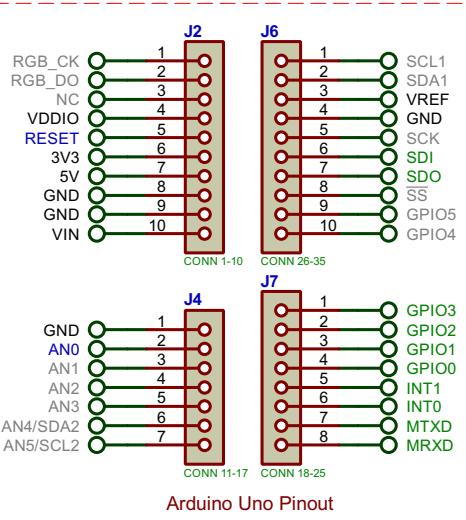 J2
RGB_CK 1
RGB_DO 2
NC 3
VDDIO 4
RESET 5
3V3 6
5V 7
GND 8
GND 9
VIN 10
CONN 1-10
J6
1 SCL1
2 SDA1
3 VREF
4 GND
5 SCK
6 SDI
7 SDO
8 SS
9 GPIO5
10 GPIO4
CONN 26-35
J4
GND 1
AN0 2
AN1 3
AN2 4
AN3 5
AN4/SDA2 6
AN5/SCL2 7
CONN 11-17
J7
1 GPIO3
2 GPIO2
3 GPIO1
4 GPIO0
5 INT1
6 INT0
7 MTXD
8 MRXD
CONN 18-25
Arduino Uno Pinout